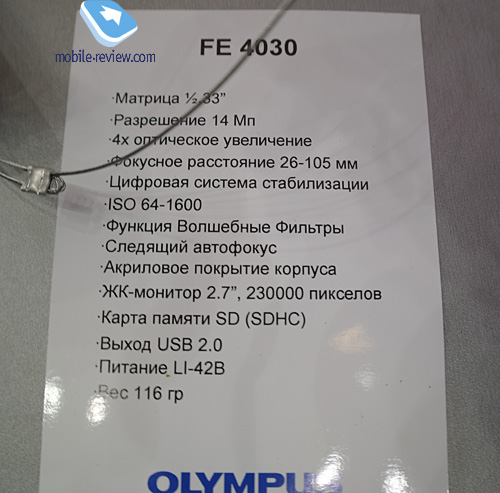 mobile-review.com
FE 4030
·Матрица ½.33”
·Разрешение 14 Мп
·4x оптическое увеличение
·Фокусное расстояние 26-105 мм
·Цифровая система стабилизации
·ISO 64-1600
·Функция Волшебные Фильтры
·Следящий автофокус
·Акриловое покрытие корпуса
·ЖК-монитор 2.7”, 230000 пикселов
·Карта памяти SD (SDHC)
·Выход USB 2.0
·Питание LI-42B
·Вес 116 гр
OLYMPUS